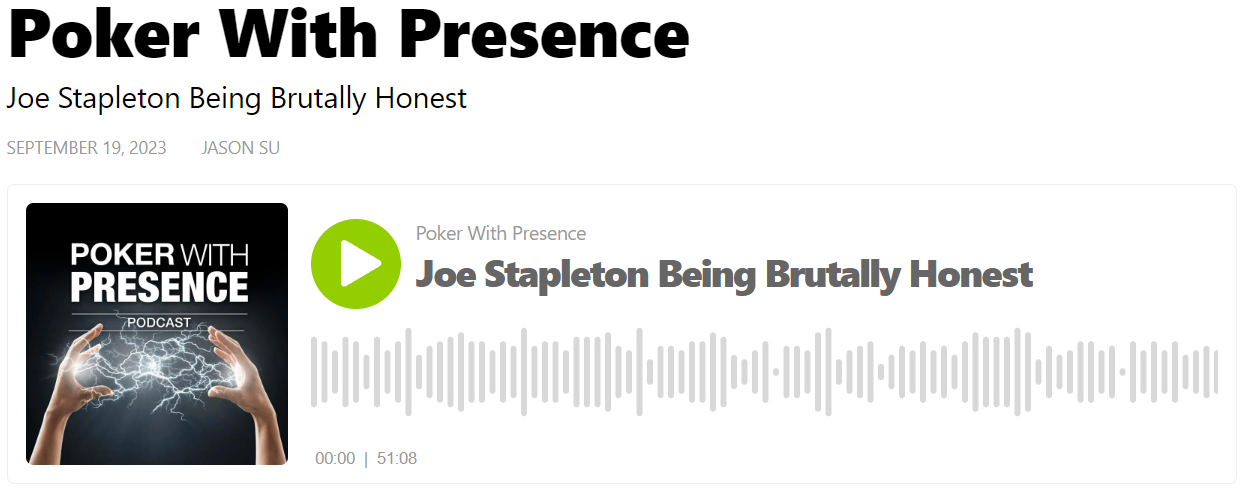 Poker With Presence
Joe Stapleton Being Brutally Honest
SEPTEMBER 19, 2023 JASON SU
POKER WITH
PRESENCE
PODCAST
Poker With Presence
Joe Stapleton Being Brutally Honest
00:00 | 51:08